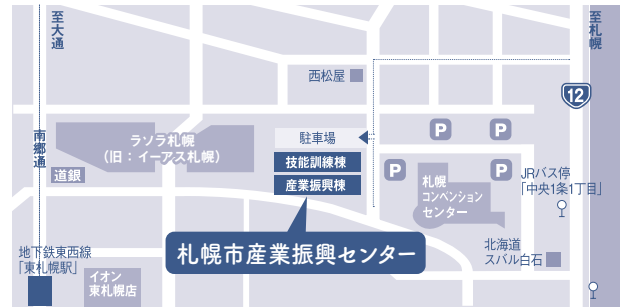 至大通
至札幌
西松屋
12
南郷通
ラソラ札幌
(旧：イーアス札幌)
駐車場
P
P
道銀
技能訓練棟
産業振興棟
P
P
札幌
コンベンション
センター
JRバス停
「中央1条1丁目」
札幌市産業振興センター
地下鉄東西線
「東札幌駅」
イオン
東札幌店
北海道
スバル白石